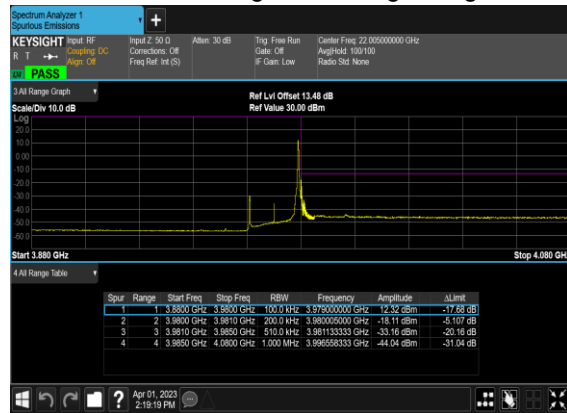 Spectrum Analyzer 1
Spurious Emissions
+
KEYSIGHT Input: RF Input Z: 50 Ω Atten: 30 dB Trig: Free Run Center Freq: 22.005000000 GHz
R T Coupling: DC Corrections: Off Gate: Off Avg|Hold: 100/100
Align: Off Freq Ref: Int (S) IF Gain: Low Radio Std: None
PASS
3 All Range Graph
Ref Lvl Offset 13.48 dB
Scale/Div 10.0 dB Ref Value 30.00 dBm
Log
20.0
10.0
0.00
-10.0
-20.0
-30.0
-40.0
-50.0
-60.0
Start 3.880 GHz Stop 4.080 GH
4 All Range Table
Spur Range Start Freq Stop Freq RBW Frequency Amplitude ΔLimit
1 1 3.8800 GHz 3.9800 GHz 100.0 kHz 3.979000000 GHz 12.32 dBm -17.68 dB
2 2 3.9800 GHz 3.9810 GHz 200.0 kHz 3.980005000 GHz -18.11 dBm -5.107 dB
3 3 3.9810 GHz 3.9850 GHz 510.0 kHz 3.981133333 GHz -33.16 dBm -20.16 dB
4 4 3.9850 GHz 4.0800 GHz 1.000 MHz 3.996558333 GHz -44.04 dBm -31.04 dB
? Apr 01, 2023
2:19:19 PM